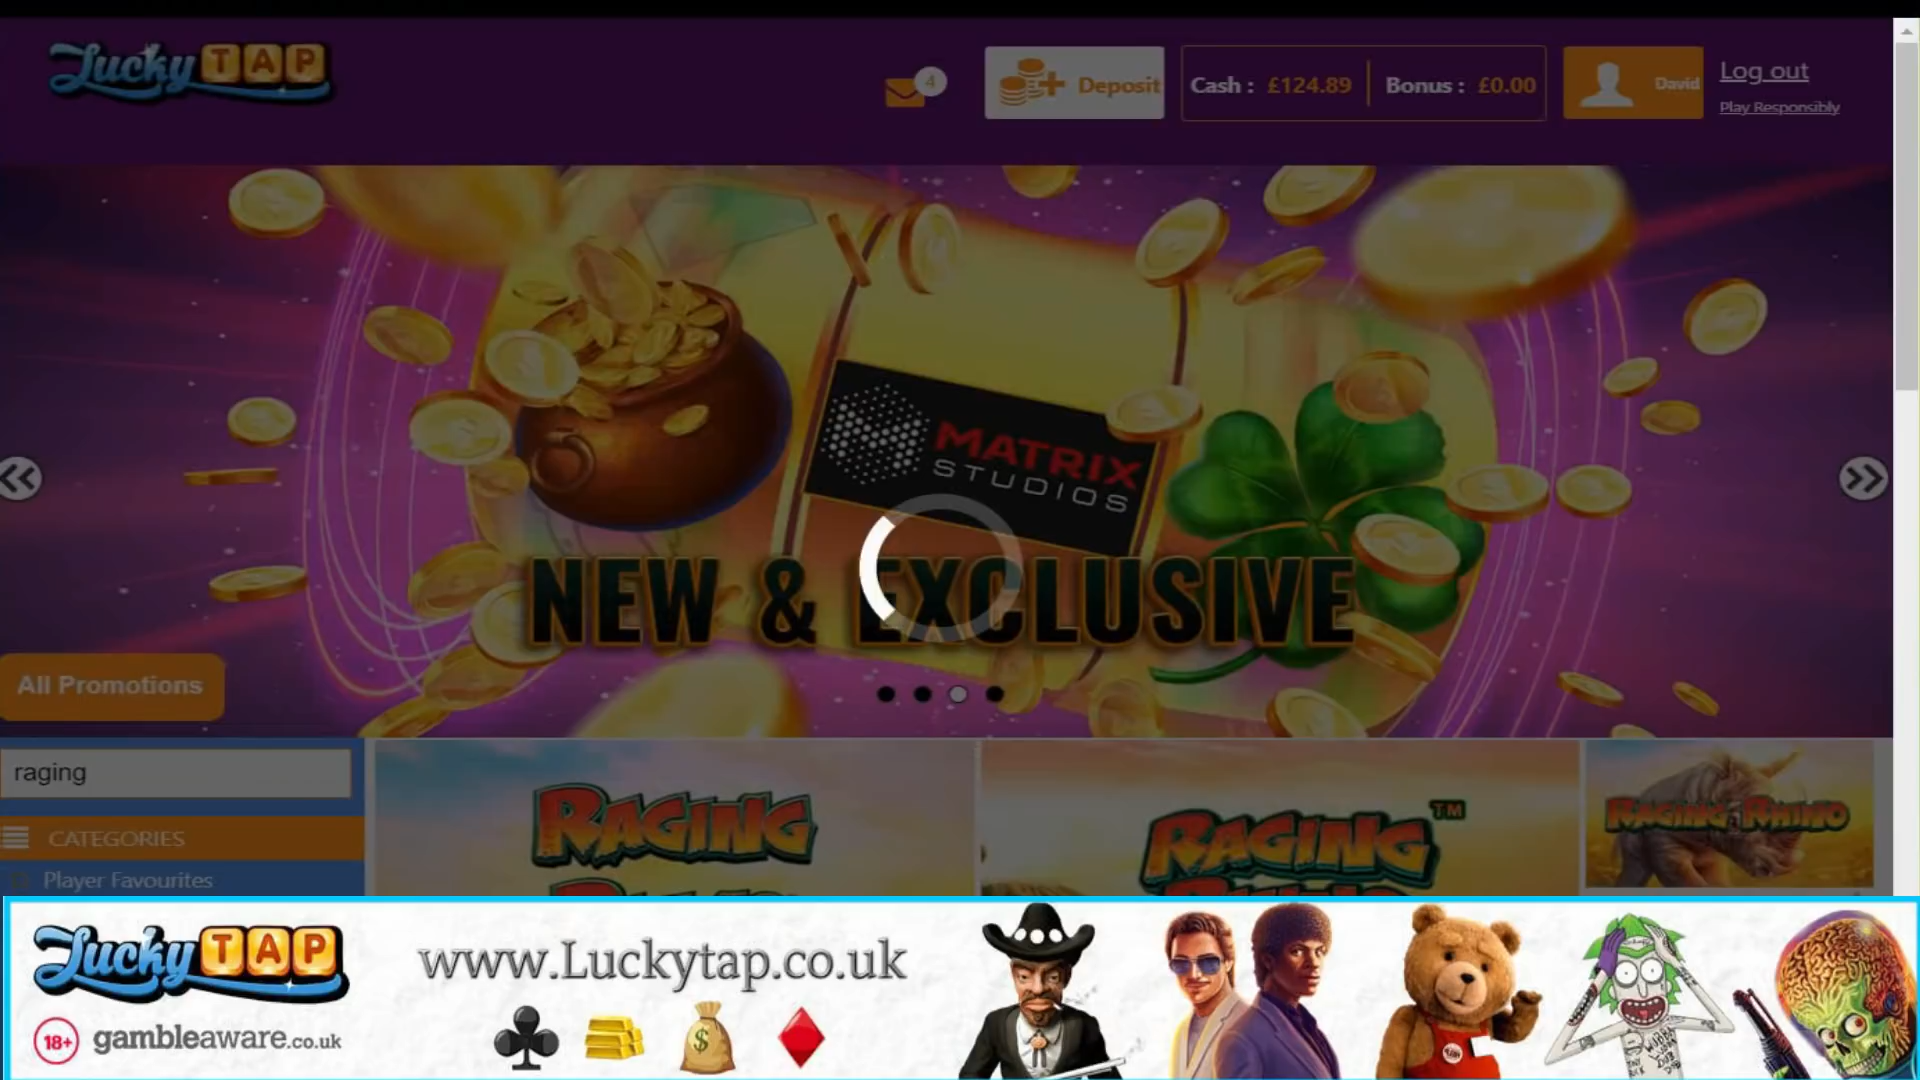 Lucky TAP
4
Deposit
Cash : £124.89
Bonus : £0.00
David
Log out
Play Responsibly
MATRIX
STUDIOS
NEW & EXCLUSIVE
All Promotions
raging
CATEGORIES
Player Favourites
RAGING
RAGING™
RHINO
RAGING RHINO
Lucky TAP
www.Luckytap.co.uk
18+
gambleaware.co.uk
$